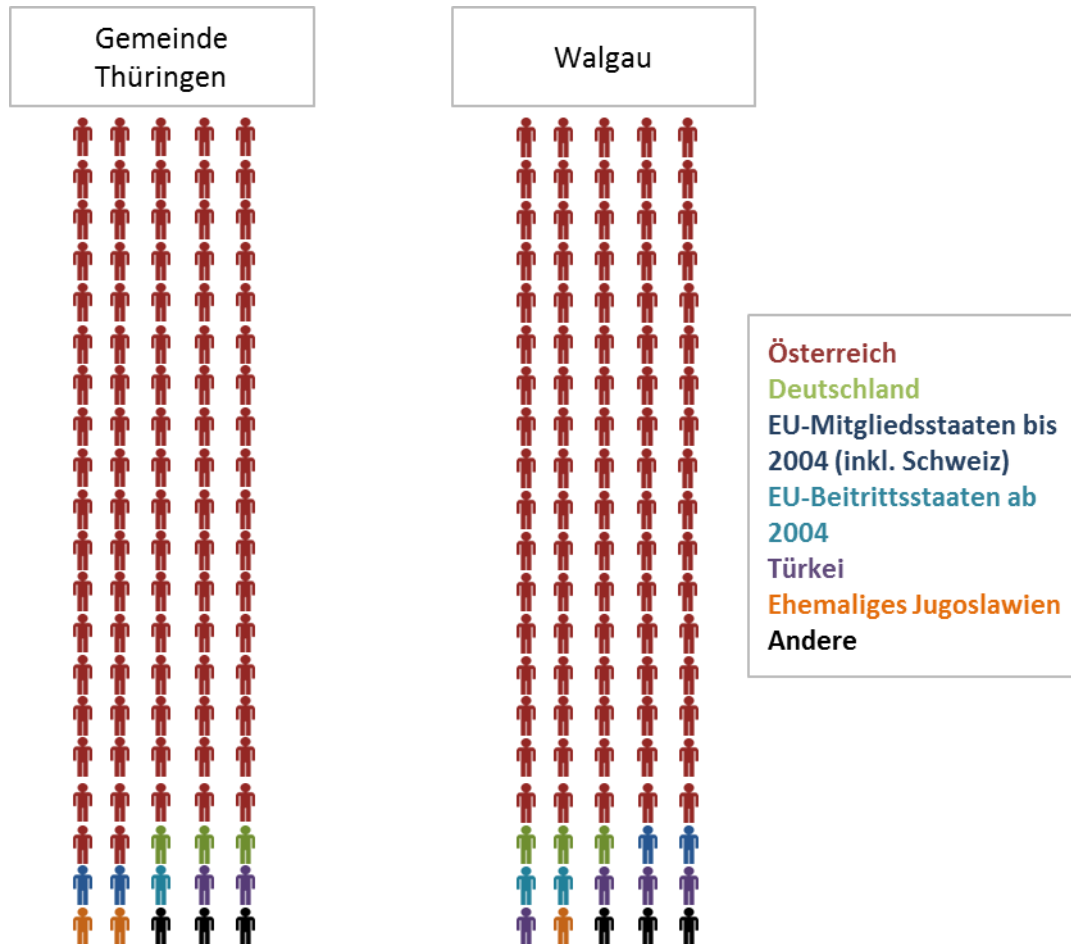 Gemeinde
Thüringen
Walgau
Österreich
Deutschland
EU-Mitgliedsstaaten bis
2004 (inkl. Schweiz)
EU-Beitrittsstaaten ab
2004
Türkei
Ehemaliges Jugoslawien
Andere